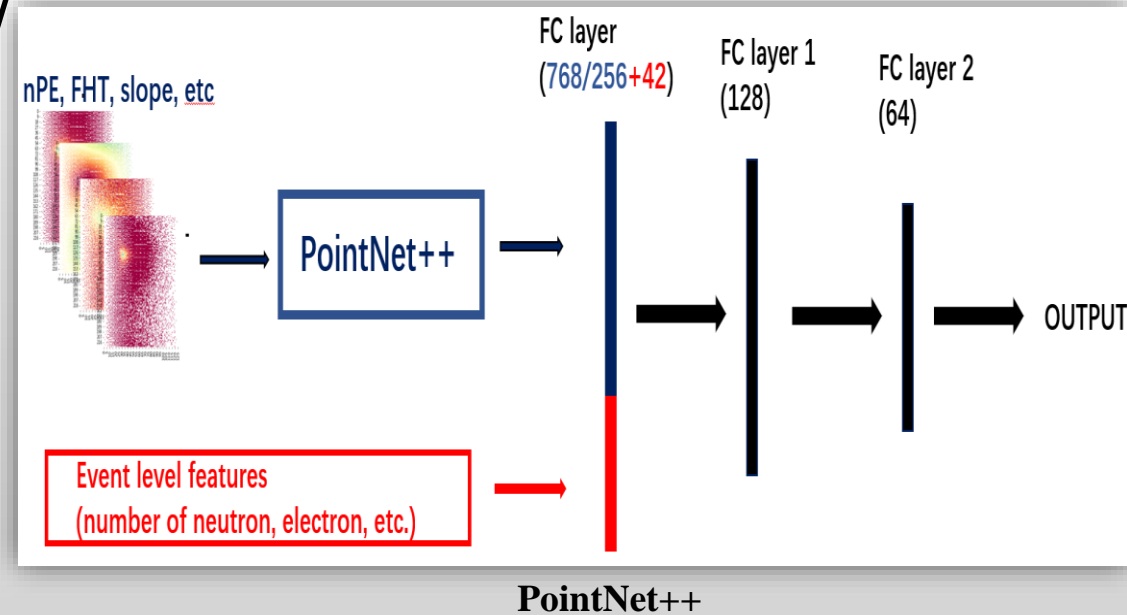 nPE, FHT, slope, etc
PointNet++
Event level features
(number of neutron, electron, etc.)
FC layer
(768/256+42)
FC layer 1
(128)
FC layer 2
(64)
OUTPUT
PointNet++